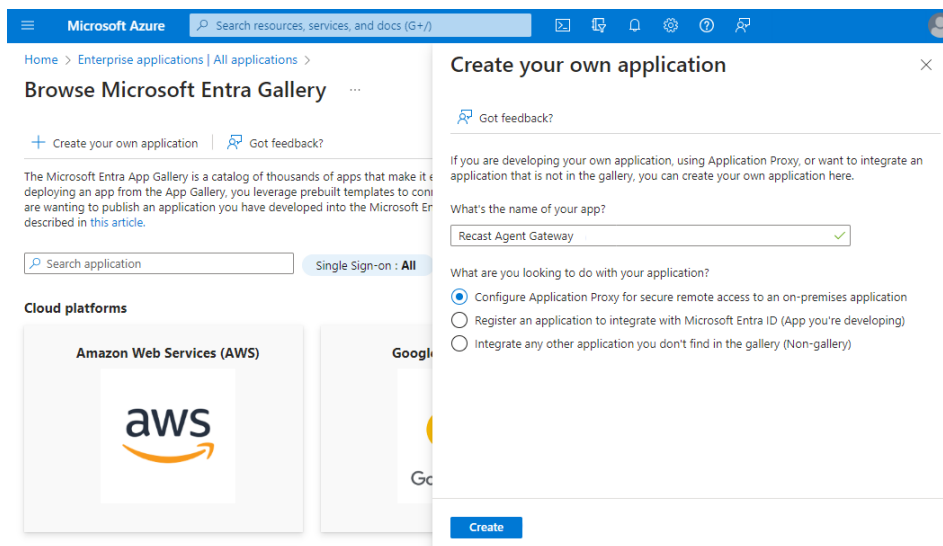 Microsoft Azure
Search resources, services, and docs (G+/)
Home > Enterprise applications | All applications >
Browse Microsoft Entra Gallery ...
Create your own application
Got feedback?
The Microsoft Entra App Gallery is a catalog of thousands of apps that make it
deploying an app from the App Gallery, you leverage prebuilt templates to
are wanting to publish an application you have developed into the Microsoft
described in this article.
Search application
Single Sign-on : All
Cloud platforms
Amazon Web Services (AWS)
aws
Create your own application
Got feedback?
If you are developing your own application, using Application Proxy, or want to integrate an
application that is not in the gallery, you can create your own application here.
What's the name of your app?
Recast Agent Gateway
What are you looking to do with your application?
Configure Application Proxy for secure remote access to an on-premises application
Register an application to integrate with Microsoft Entra ID (App you're developing)
Integrate any other application you don't find in the gallery (Non-gallery)
Create